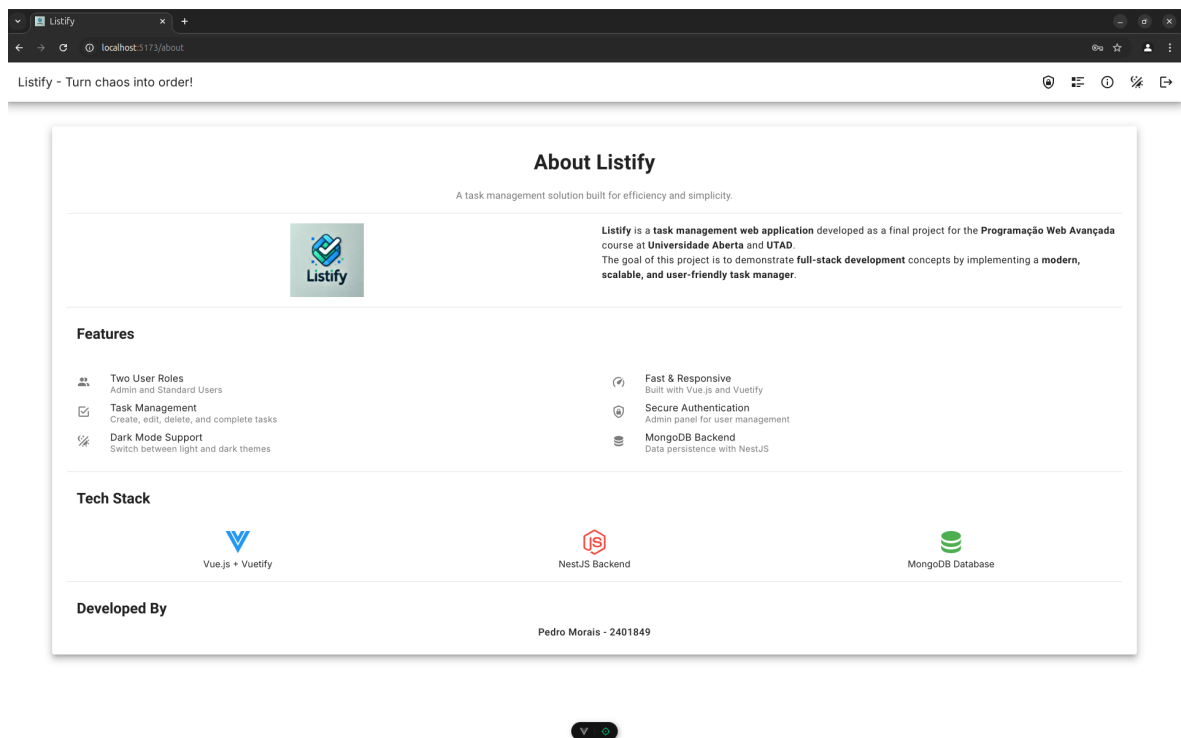 Listify
localhost:5173/about
Listify - Turn chaos into order!
About Listify
A task management solution built for efficiency and simplicity.
Listify
Listify is a task management web application developed as a final project for the Programação Web Avançada
course at Universidade Aberta and UTAD.
The goal of this project is to demonstrate full-stack development concepts by implementing a modern,
scalable, and user-friendly task manager.
Features
Two User Roles
Admin and Standard Users
Task Management
Create, edit, delete, and complete tasks
Dark Mode Support
Switch between light and dark themes
Fast & Responsive
Built with Vue.js and Vuetify
Secure Authentication
Admin panel for user management
MongoDB Backend
Data persistence with NestJS
Tech Stack
JS
Vue.js + Vuetify
NestJS Backend
MongoDB Database
Developed By
Pedro Morais - 2401849